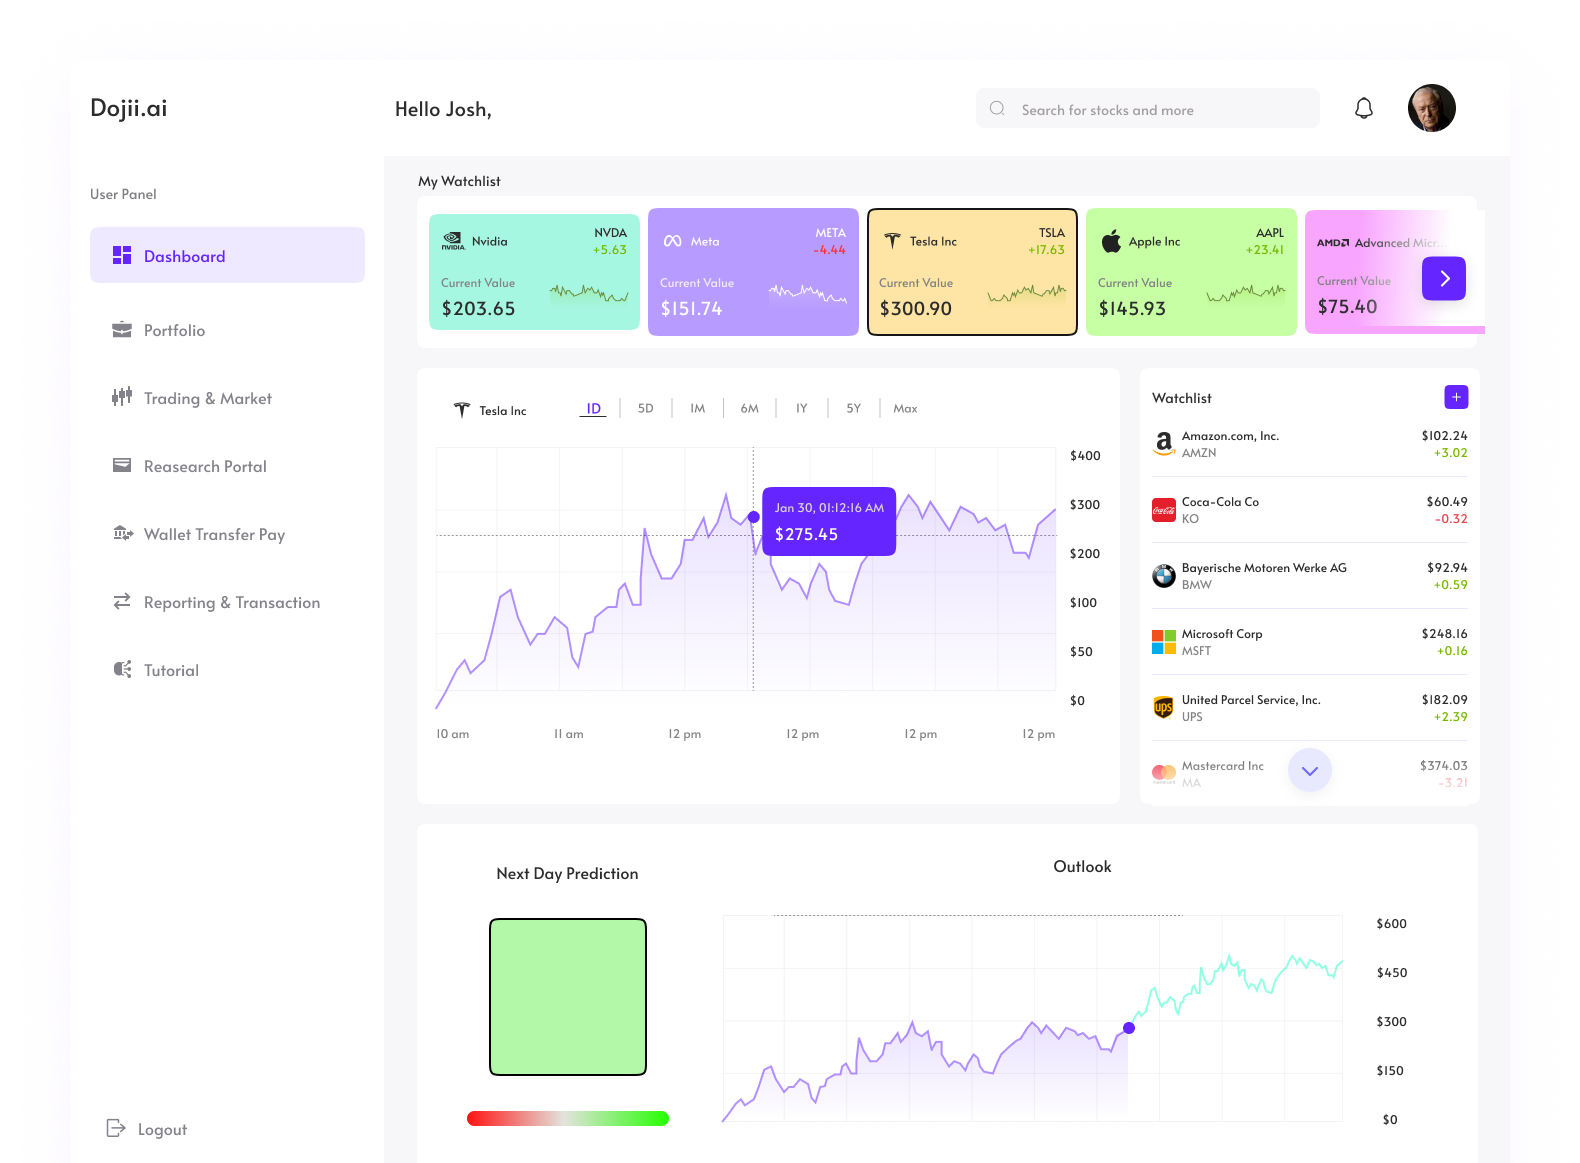 Dojii.ai
Hello Josh,
Search for stocks and more
User Panel
Dashboard
Portfolio
Trading & Market
Reasearch Portal
Wallet Transfer Pay
Reporting & Transaction
Tutorial
Logout
My Watchlist
NVIDIA.
Nvidia
NVDA
+5.63
Current Value
$203.65
Meta
META
-4.44
Current Value
$151.74
Tesla Inc
TSLA
+17.63
Current Value
$300.90
Apple Inc
AAPL
+23.41
Current Value
$145.93
AMD
Advanced Micr...
Current Value
$75.40
Tesla Inc
1D
5D
1M
6M
1Y
5Y
Max
Jan 30, 01:12:16 AM
$275.45
$400
$300
$200
$100
$50
$0
10 am
11 am
12 pm
12 pm
12 pm
12 pm
Watchlist
+
a
Amazon.com, Inc.
AMZN
$102.24
+3.02
Coca-Cola
Coca-Cola Co
KO
$60.49
-0.32
Bayerische Motoren Werke AG
BMW
$92.94
+0.59
Microsoft Corp
MSFT
$248.16
+0.16
ups
United Parcel Service, Inc.
UPS
$182.09
+2.39
Mastercard Inc
MA
$374.03
-3.21
Next Day Prediction
Outlook
$600
$450
$300
$150
$0